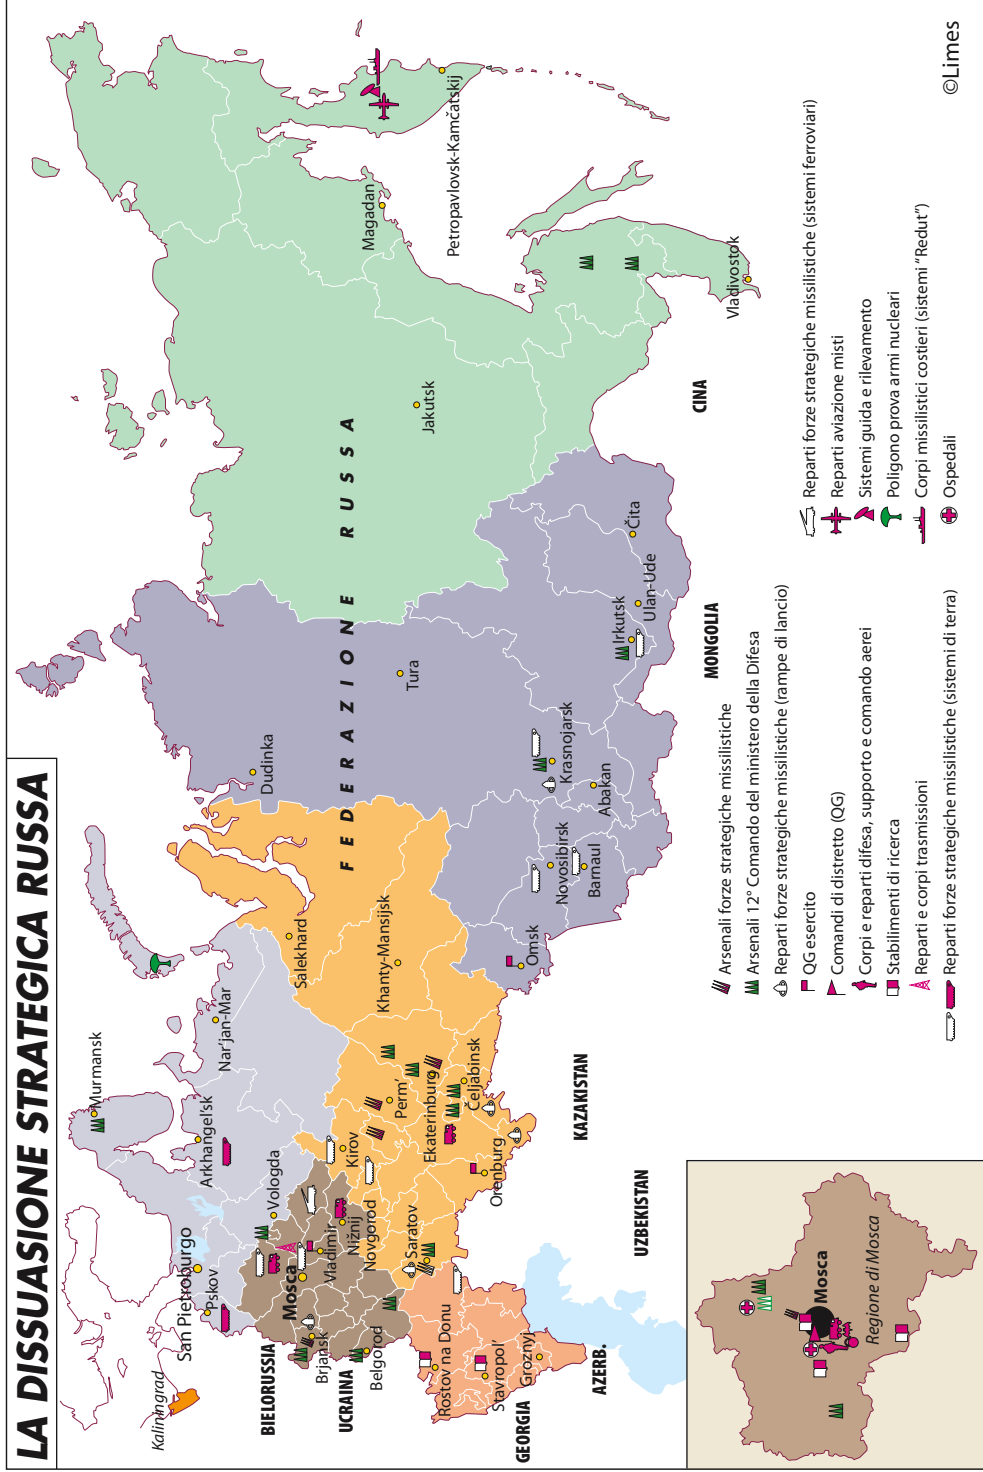 LA DISSUASIONE STRATEGICA RUSSA
FEDERAZIONE RUSSA
Murmansk
Arkhangel'sk
Nar'jan-Mar
San Pietroburgo
Pskov
Kaliningrad
Vologda
Mosca
Vladimir
Nižnij
Novgorod
Kirov
Brjansk
Belgorod
Saratov
Rostov na Donu
Stavropol'
Groznyj
Perm'
Ekaterinburg
Čeljabinsk
Orenburg
Salekhard
Khanty-Mansijsk
Dudinka
Tura
Omsk
Novosibirsk
Barnaul
Krasnojarsk
Abakan
Irkutsk
Ulan-Ude
Čita
Jakutsk
Magadan
Petropavlovsk-Kamčatskij
Vladivostok
BIELORUSSIA
UCRAINA
GEORGIA
AZERB.
UZBEKISTAN
KAZAKISTAN
MONGOLIA
CINA
Mosca
Regione di Mosca
Arsenali forze strategiche missilistiche
Arsenali 12° Comando del ministero della Difesa
Reparti forze strategiche missilistiche (rampe di lancio)
QG esercito
Comandi di distretto (QG)
Corpi e reparti difesa, supporto e comando aerei
Stabilimenti di ricerca
Reparti e corpi trasmissioni
Reparti forze strategiche missilistiche (sistemi di terra)
Reparti forze strategiche missilistiche (sistemi ferroviari)
Reparti aviazione misti
Sistemi guida e rilevamento
Poligono prova armi nucleari
Corpi missilistici costieri (sistemi “Redut”)
Ospedali
©Limes